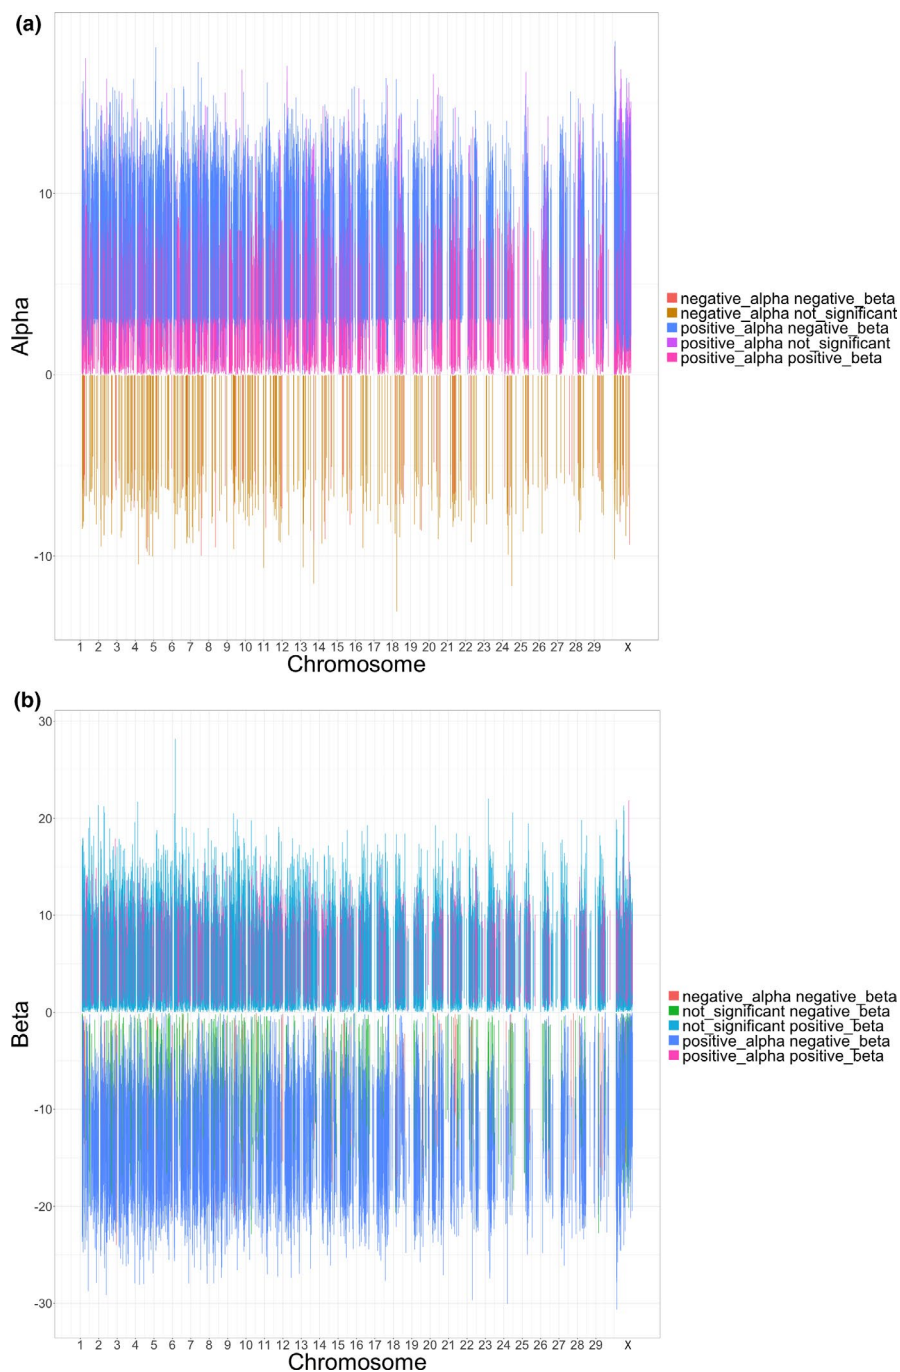 (a)
10
0
-10
Alpha
1 2 3 4 5 6 7 8 9 10 11 12 13 14 15 16 17 18 19 20 21 22 23 24 25 26 27 28 29 X
Chromosome
negative_alpha negative_beta
negative_alpha not_significant
positive_alpha negative_beta
positive_alpha not_significant
positive_alpha positive_beta
(b)
30
20
10
0
-10
-20
-30
Beta
1 2 3 4 5 6 7 8 9 10 11 12 13 14 15 16 17 18 19 20 21 22 23 24 25 26 27 28 29 X
Chromosome
negative_alpha negative_beta
not_significant negative_beta
not_significant positive_beta
positive_alpha negative_beta
positive_alpha positive_beta